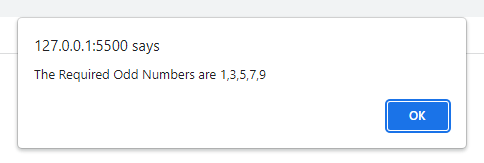 127.0.0.1:5500 says
The Required Odd Numbers are 1,3,5,7,9
OK